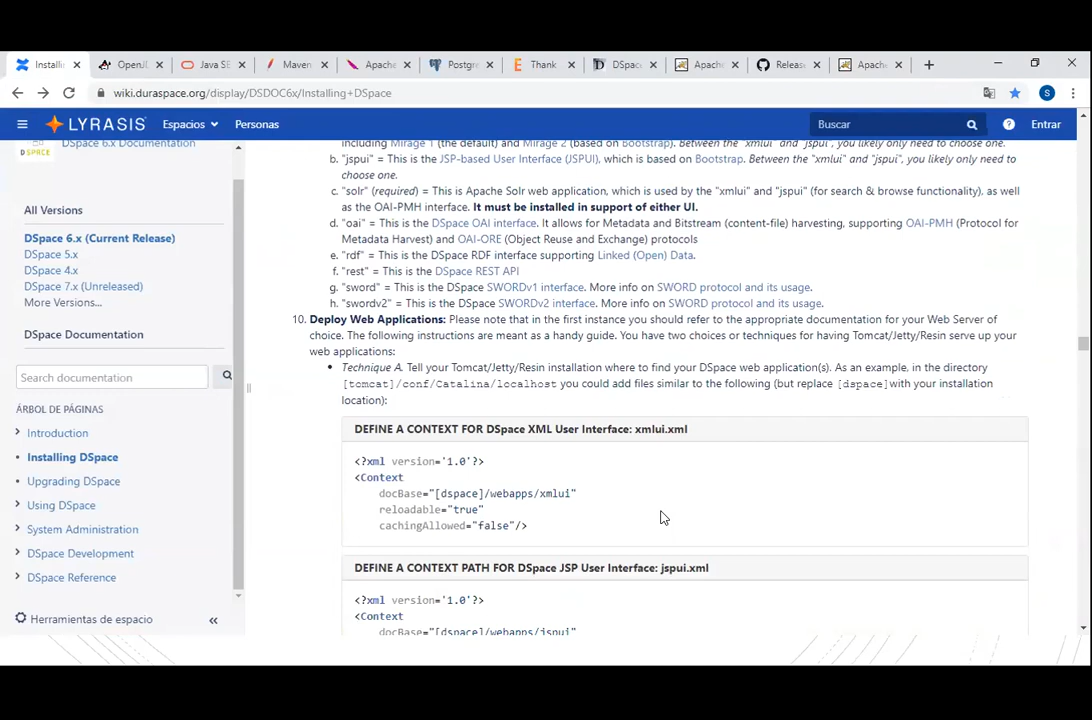 Installi
OpenJD
Java SE
Maven
Apache
Postgre
Thank
DSpac
Apache
Release
Apache
wiki.duraspace.org/display/DSDOC6x/Installing+DSpace
S
LYRASIS
Espacios
Personas
Buscar
Entrar
DSPACE
DSpace 6.x Documentation
All Versions
DSpace 6.x (Current Release)
DSpace 5.x
DSpace 4.x
DSpace 7.x (Unreleased)
More Versions...
DSpace Documentation
Search documentation
ÁRBOL DE PÁGINAS
Introduction
Installing DSpace
Upgrading DSpace
Using DSpace
System Administration
DSpace Development
DSpace Reference
Herramientas de espacio
including Mirage 1 (the default) and Mirage 2 (based on Bootstrap). Between the "xmlui" and "jspui", you likely only need to choose one.
b. "jspui" = This is the JSP-based User Interface (JSPUI), which is based on Bootstrap. Between the "xmlui" and "jspui", you likely only need to
choose one.
c. "solr" (required) = This is Apache Solr web application, which is used by the "xmlui" and "jspui" (for search & browse functionality), as well
as the OAI-PMH interface. It must be installed in support of either UI.
d. "oai" = This is the DSpace OAI interface. It allows for Metadata and Bitstream (content-file) harvesting, supporting OAI-PMH (Protocol for
Metadata Harvest) and OAI-ORE (Object Reuse and Exchange) protocols
e. "rdf" = This is the DSpace RDF interface supporting Linked (Open) Data.
f. "rest" = This is the DSpace REST API
g. "sword" = This is the DSpace SWORDv1 interface. More info on SWORD protocol and its usage.
h. "swordv2" = This is the DSpace SWORDv2 interface. More info on SWORD protocol and its usage.
10. Deploy Web Applications: Please note that in the first instance you should refer to the appropriate documentation for your Web Server of
choice. The following instructions are meant as a handy guide. You have two choices or techniques for having Tomcat/Jetty/Resin serve up your
web applications:
• Technique A. Tell your Tomcat/Jetty/Resin installation where to find your DSpace web application(s). As an example, in the directory
[tomcat]/conf/Catalina/localhost you could add files similar to the following (but replace [dspace]with your installation
location):
DEFINE A CONTEXT FOR DSpace XML User Interface: xmlui.xml
<?xml version='1.0'?>
<Context
docBase="[dspace]/webapps/xmlui"
reloadable="true"
cachingAllowed="false"/>
DEFINE A CONTEXT PATH FOR DSpace JSP User Interface: jspui.xml
<?xml version='1.0'?>
<Context
docBase="[dspace]/webapps/jspui"